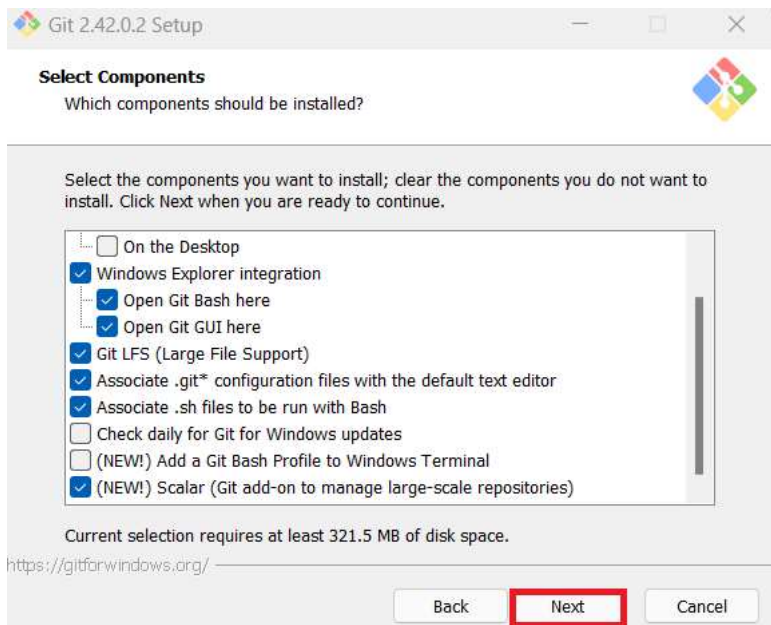 Git 2.42.0.2 Setup
Select Components
Which components should be installed?
Select the components you want to install; clear the components you do not want to
install. Click Next when you are ready to continue.
On the Desktop
Windows Explorer integration
Open Git Bash here
Open Git GUI here
Git LFS (Large File Support)
Associate .git* configuration files with the default text editor
Associate .sh files to be run with Bash
Check daily for Git for Windows updates
(NEW!) Add a Git Bash Profile to Windows Terminal
(NEW!) Scalar (Git add-on to manage large-scale repositories)
Current selection requires at least 321.5 MB of disk space.
https://gitforwindows.org/
Back Next Cancel